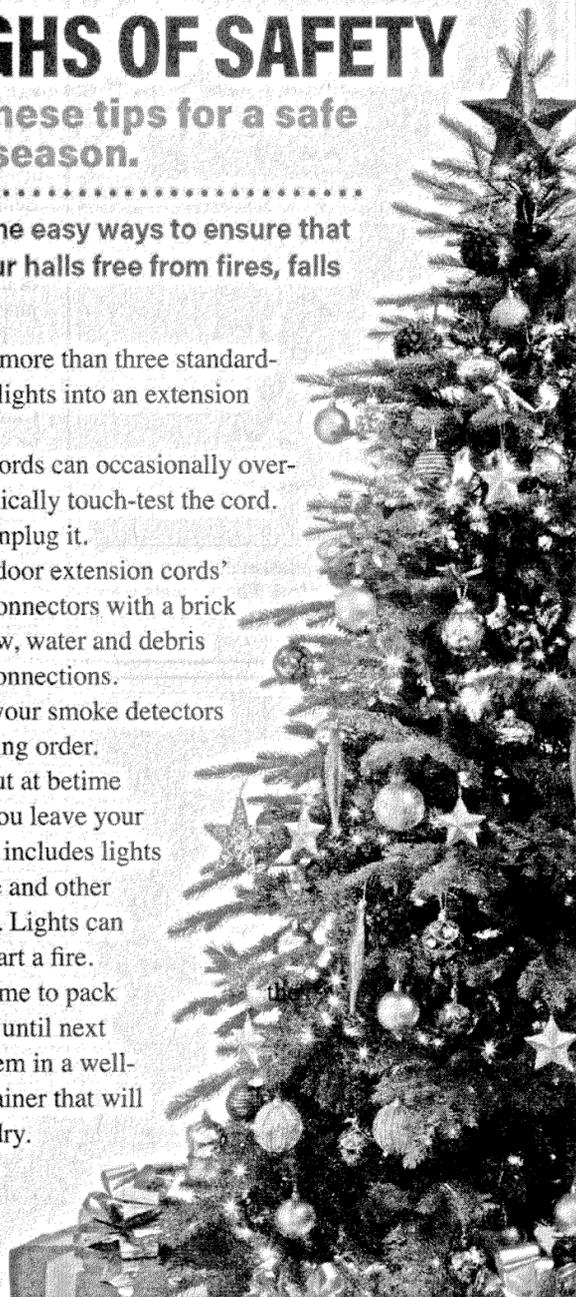 GHS OF SAFETY
hese tips for a safe
season.
he easy ways to ensure that
ur halls free from fires, falls
more than three standard-
lights into an extension
ords can occasionally over-
ically touch-test the cord.
nplug it.
door extension cords'
onnectors with a brick
w, water and debris
onnections.
your smoke detectors
ing order.
ut at betime
ou leave your
includes lights
e and other
. Lights can
art a fire.
me to pack the
until next
em in a well-
ainer that will
dry.